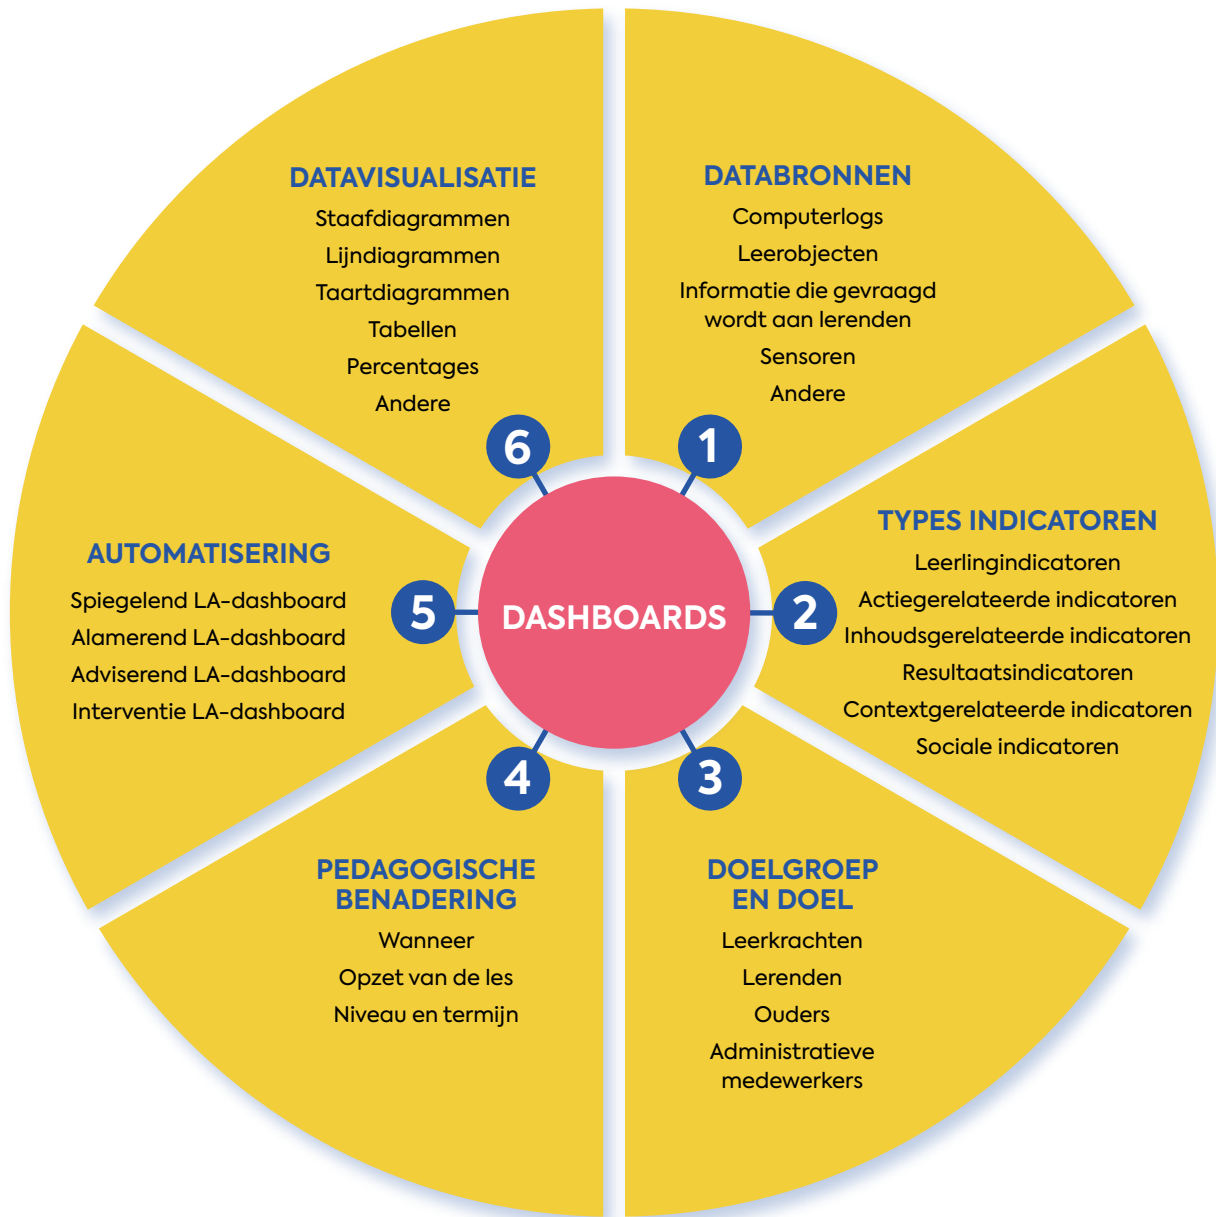 DASHBOARDS
1
DATABRONNEN
Computerlogs
Leerobjecten
Informatie die gevraagd
wordt aan lerenden
Sensoren
Andere
2
TYPES INDICATOREN
Leerlingindicatoren
Actiegerelateerde indicatoren
Inhoudsgerelateerde indicatoren
Resultaatsindicatoren
Contextgerelateerde indicatoren
Sociale indicatoren
3
DOELGROEP
EN DOEL
Leerkrachten
Lerenden
Ouders
Administratieve
medewerkers
4
PEDAGOGISCHE
BENADERING
Wanneer
Opzet van de les
Niveau en termijn
5
AUTOMATISERING
Spiegelend LA-dashboard
Alamerend LA-dashboard
Adviserend LA-dashboard
Interventie LA-dashboard
6
DATAVISUALISATIE
Staafdiagrammen
Lijndiagrammen
Taartdiagrammen
Tabellen
Percentages
Andere